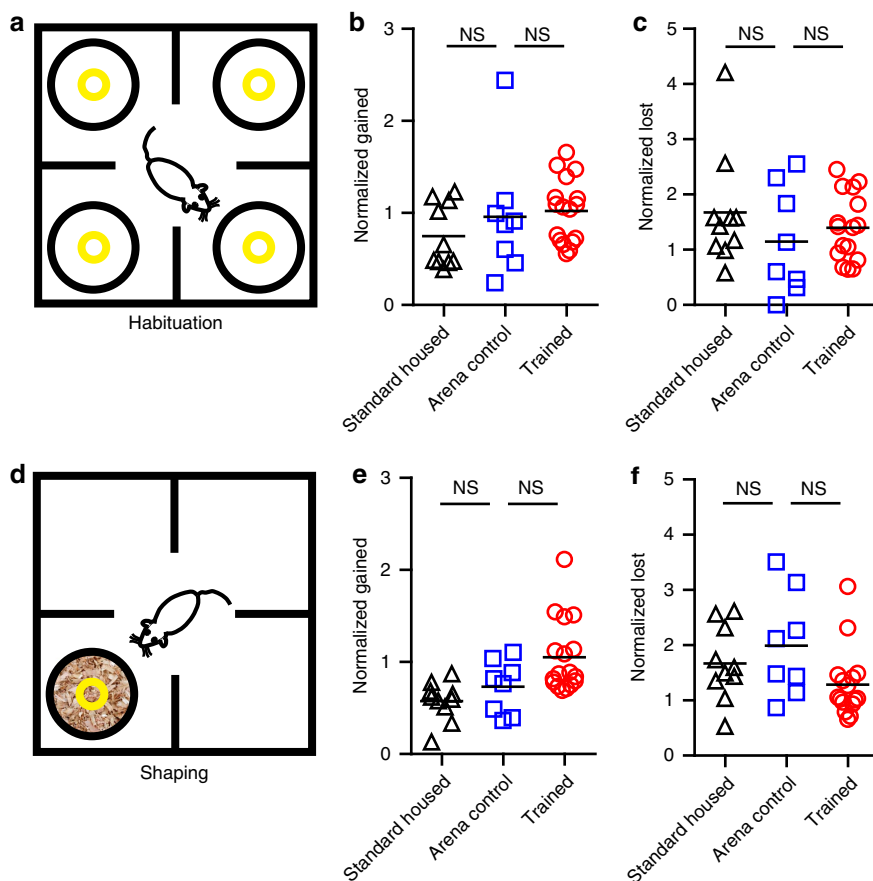 a
Habituation
b
NS NS
Normalized gained
3
2
1
0
Standard housed
Arena control
Trained
c
NS NS
Normalized lost
5
4
3
2
1
0
Standard housed
Arena control
Trained
d
Shaping
e
NS NS
Normalized gained
3
2
1
0
Standard housed
Arena control
Trained
f
NS NS
Normalized lost
5
4
3
2
1
0
Standard housed
Arena control
Trained